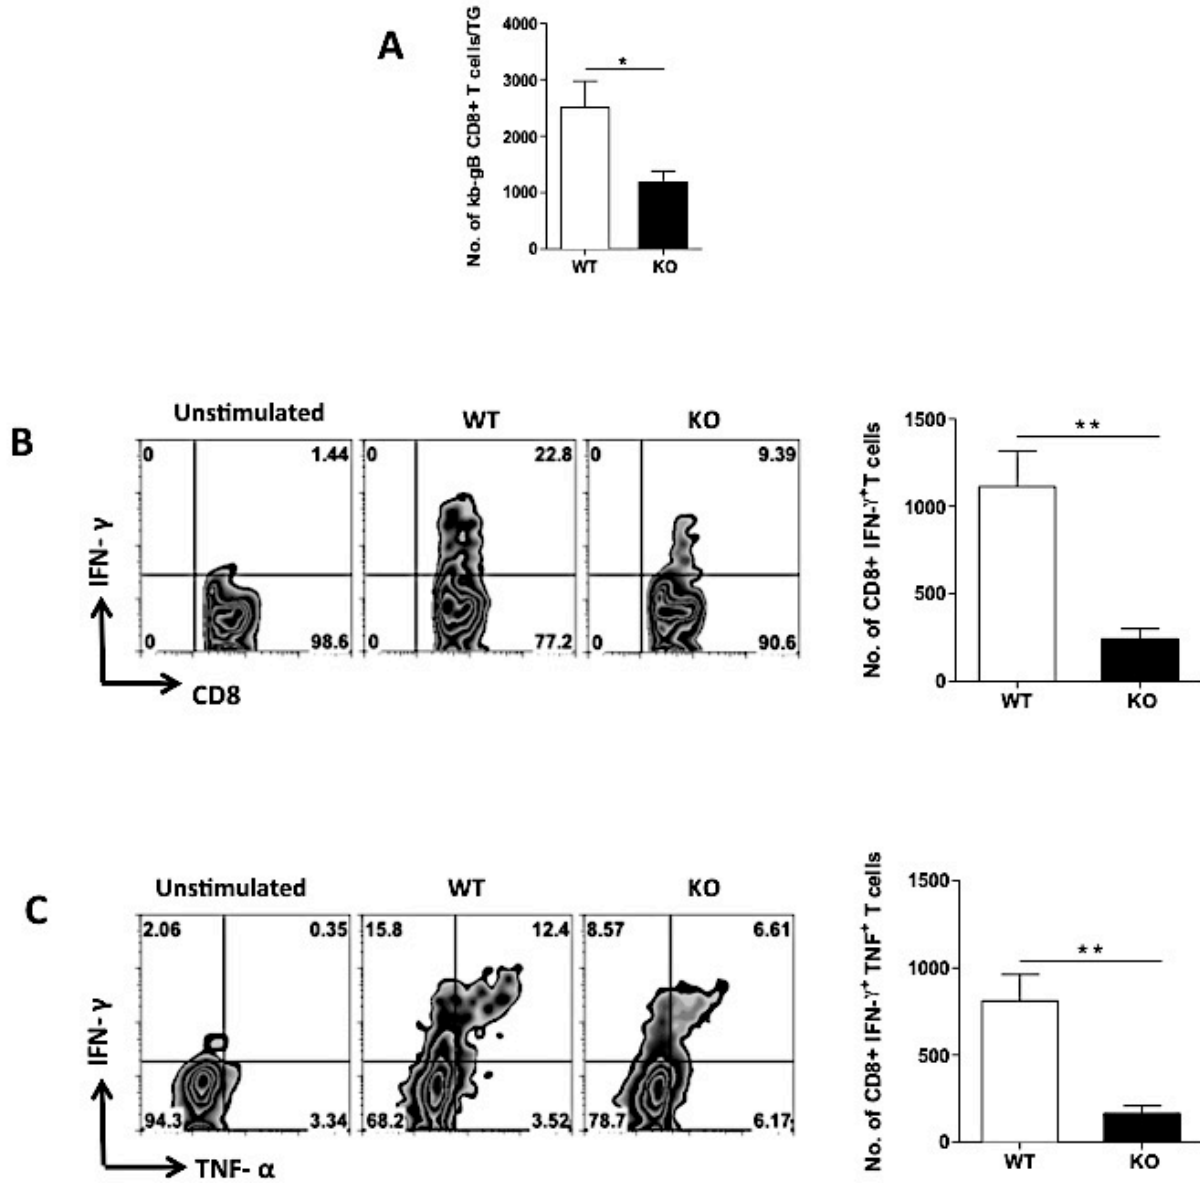 A
No. of kb-gB CD8+ T cells/TG
4000
3000
2000
1000
0
*
WT
KO
B
Unstimulated
WT
KO
0
1.44
0
22.8
0
9.39
0
98.6
0
77.2
0
90.6
IFN- γ
CD8
No. of CD8+ IFN-γ+T cells
1500
1000
500
0
**
WT
KO
C
Unstimulated
WT
KO
2.06
0.35
15.8
12.4
8.57
6.61
94.3
3.34
68.2
3.52
78.7
6.17
IFN- γ
TNF- α
No. of CD8+ IFN-γ+ TNF+ T cells
1500
1000
500
0
**
WT
KO